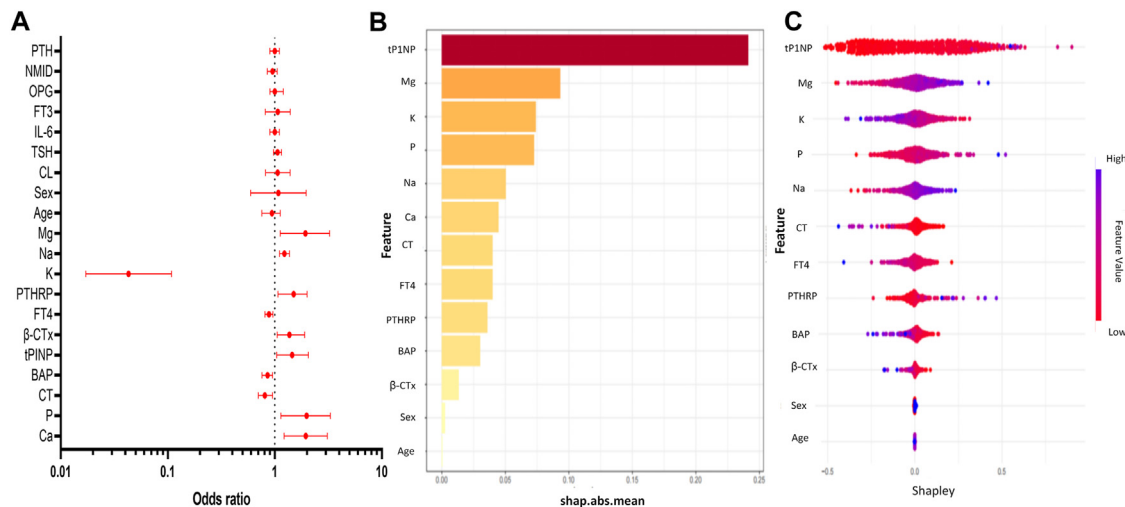 A
PTH
NMID
OPG
FT3
IL-6
TSH
CL
Sex
Age
Mg
Na
K
PTHRP
FT4
β-CTx
tPINP
BAP
CT
P
Ca
0.01 0.1 1 10
Odds ratio
B
Feature
tP1NP
Mg
K
P
Na
Ca
CT
FT4
PTHRP
BAP
β-CTx
Sex
Age
0.00 0.05 0.10 0.15 0.20 0.25
shap.abs.mean
C
Feature
tP1NP
Mg
K
P
Na
CT
FT4
PTHRP
BAP
β-CTx
Sex
Age
−0.5 0.0 0.5
Shapley
High
Feature Value
Low